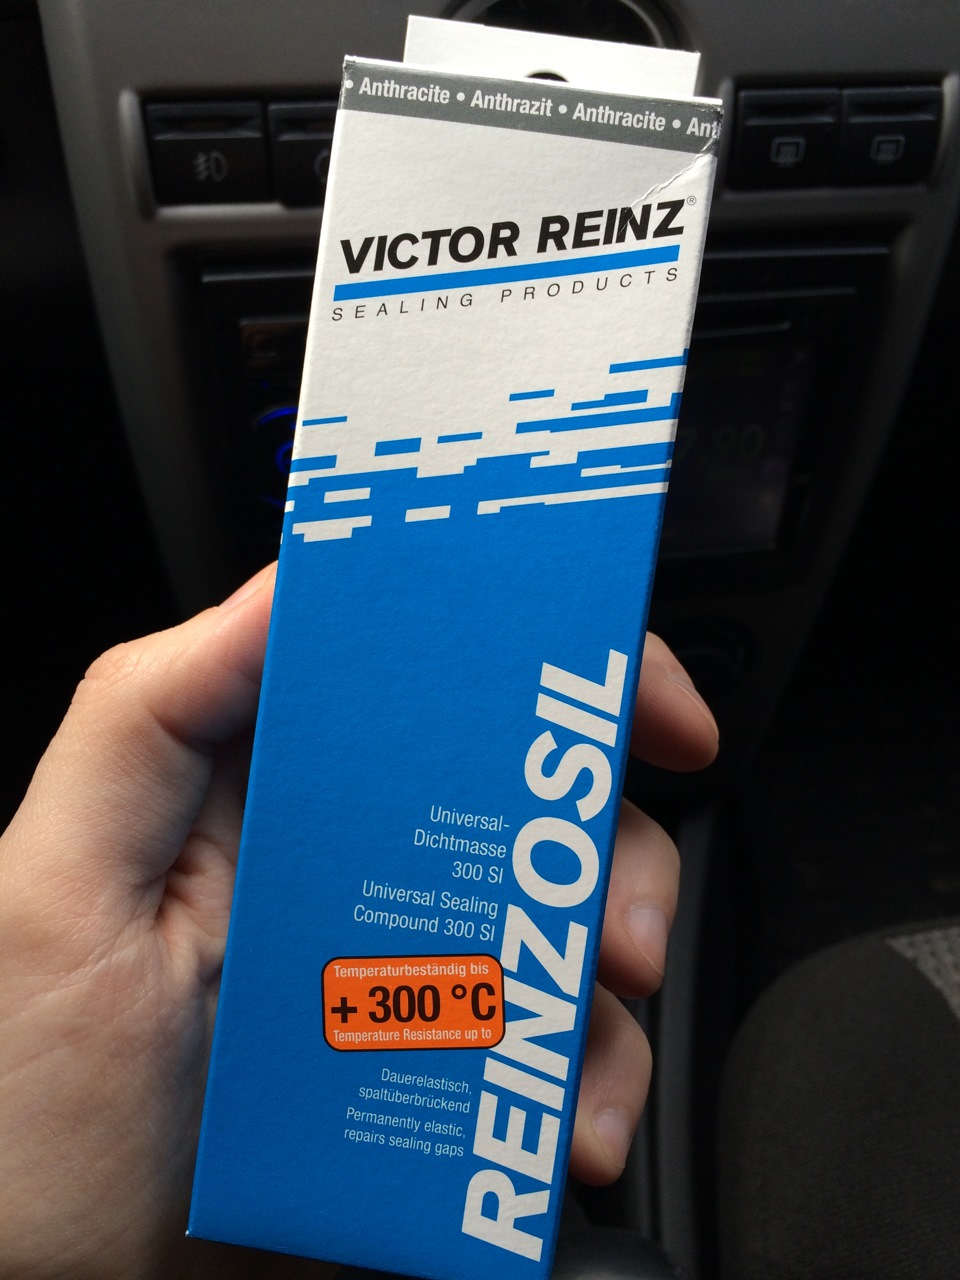 • Anthracite • Anthrazit • Anthracite • Ant
VICTOR REINZ®
SEALING PRODUCTS
Universal-
Dichtmasse
300 SI
Universal Sealing
Compound 300 SI
Temperaturbeständig bis
+ 300 °C
Temperature Resistance up to
Dauerelastisch,
spaltüberbrückend
Permanently elastic,
repairs sealing gaps
REINZOSIL